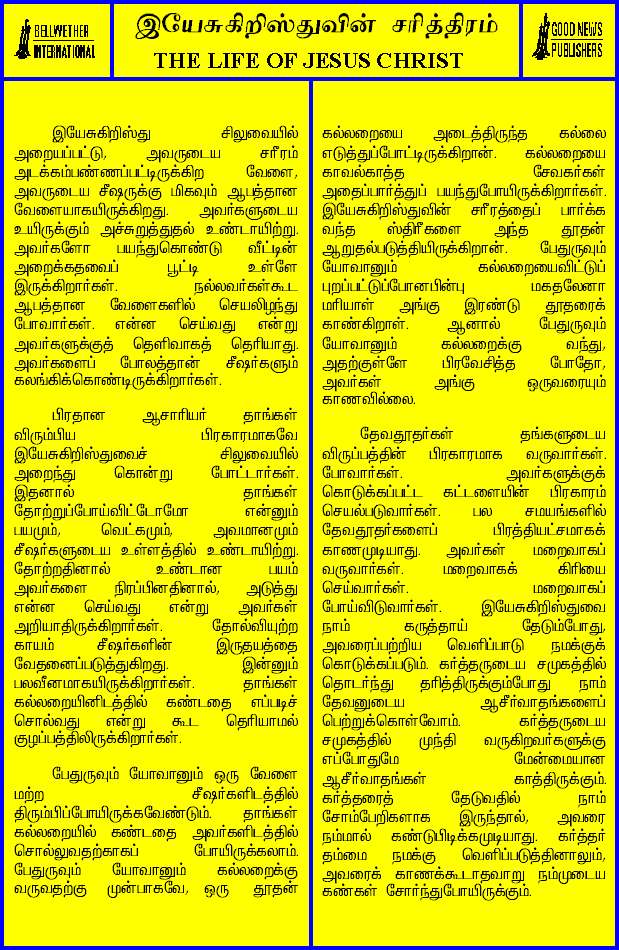 BELLWETHER
INTERNATIONAL
இயேசுகிறிஸ்துவின் சரித்திரம்
THE LIFE OF JESUS CHRIST
GOOD NEWS
PUBLISHERS
இயேசுகிறிஸ்து சிலுவையில்
அறையப்பட்டு, அவருடைய சரீரம்
அடக்கம்பண்ணப்பட்டிருக்கிற வேளை,
அவருடைய சீஷருக்கு மிகவும் ஆபத்தான
வேளையாகயிருக்கிறது. அவர்களுடைய
உயிருக்கும் அச்சுறுத்துதல் உண்டாயிற்று.
அவர்களோ பயந்துகொண்டு வீட்டின்
அறைக்கதவைப் பூட்டி உள்ளே
இருக்கிறார்கள். நல்லவர்கள்கூட
ஆபத்தான வேளைகளில் செயலிழந்து
போவார்கள். என்ன செய்வது என்று
அவர்களுக்குத் தெளிவாகத் தெரியாது.
அவர்களைப் போலத்தான் சீஷர்களும்
கலங்கிக்கொண்டிருக்கிறார்கள்.
பிரதான ஆசாரியர் தாங்கள்
விரும்பிய பிரகாரமாகவே
இயேசுகிறிஸ்துவைச் சிலுவையில்
அறைந்து கொன்று போட்டார்கள்.
இதனால் தாங்கள்
தோற்றுப்போய்விட்டோமோ என்னும்
பயமும், வெட்கமும், அவமானமும்
சீஷர்களுடைய உள்ளத்தில் உண்டாயிற்று.
தோற்றதினால் உண்டான பயம்
அவர்களை நிரப்பினதினால், அடுத்து
என்ன செய்வது என்று அவர்கள்
அறியாதிருக்கிறார்கள். தோல்வியுற்ற
காயம் சீஷர்களின் இருதயத்தை
வேதனைப்படுத்துகிறது. இன்னும்
பலவீனமாகயிருக்கிறார்கள். தாங்கள்
கல்லறையினிடத்தில் கண்டதை எப்படிச்
சொல்வது என்று கூட தெரியாமல்
குழப்பத்திலிருக்கிறார்கள்.
பேதுருவும் யோவானும் ஒரு வேளை
மற்ற சீஷர்களிடத்தில்
திரும்பிப்போயிருக்கவேண்டும். தாங்கள்
கல்லறையில் கண்டதை அவர்களிடத்தில்
சொல்லுவதற்காகப் போயிருக்கலாம்.
பேதுருவும் யோவானும் கல்லறைக்கு
வருவதற்கு முன்பாகவே, ஒரு தூதன்
கல்லறையை அடைத்திருந்த கல்லை
எடுத்துப்போட்டிருக்கிறான். கல்லறையை
காவல்காத்த சேவகர்கள்
அதைப்பார்த்துப் பயந்துபோயிருக்கிறார்கள்.
இயேசுகிறிஸ்துவின் சரீரத்தைப் பார்க்க
வந்த ஸ்திரீகளை அந்த தூதன்
ஆறுதல்படுத்தியிருக்கிறான். பேதுருவும்
யோவானும் கல்லறையைவிட்டுப்
புறப்பட்டுப்போனபின்பு மகதலேனா
மரியாள் அங்கு இரண்டு தூதரைக்
காண்கிறாள். ஆனால் பேதுருவும்
யோவானும் கல்லறைக்கு வந்து,
அதற்குள்ளே பிரவேசித்த போதோ,
அவர்கள் அங்கு ஒருவரையும்
காணவில்லை.
தேவதூதர்கள் தங்களுடைய
விருப்பத்தின் பிரகாரமாக வருவார்கள்.
போவார்கள். அவர்களுக்குக்
கொடுக்கப்பட்ட கட்டளையின் பிரகாரம்
செயல்படுவார்கள். பல சமயங்களில்
தேவதூதர்களைப் பிரத்தியட்சமாகக்
காணமுடியாது. அவர்கள் மறைவாகப்
வருவார்கள். மறைவாகக் கிரியை
செய்வார்கள். மறைவாகப்
போய்விடுவார்கள். இயேசுகிறிஸ்துவை
நாம் கருத்தாய் தேடும்போது,
அவரைப்பற்றிய வெளிப்பாடு நமக்குக்
கொடுக்கப்படும். கர்த்தருடைய சமுகத்தில்
தொடர்ந்து தரித்திருக்கும்போது நாம்
தேவனுடைய ஆசீர்வாதங்களைப்
பெற்றுக்கொள்வோம். கர்த்தருடைய
சமுகத்தில் முந்தி வருகிறவர்களுக்கு
எப்போதுமே மேன்மையான
ஆசீர்வாதங்கள் காத்திருக்கும்.
கர்த்தரைத் தேடுவதில் நாம்
சோம்பேறிகளாக இருந்தால், அவரை
நம்மால் கண்டுபிடிக்கமுடியாது. கர்த்தர்
தம்மை நமக்கு வெளிப்படுத்தினாலும்,
அவரைக் காணக்கூடாதவாறு நம்முடைய
கண்கள் சோர்ந்துபோயிருக்கும்.